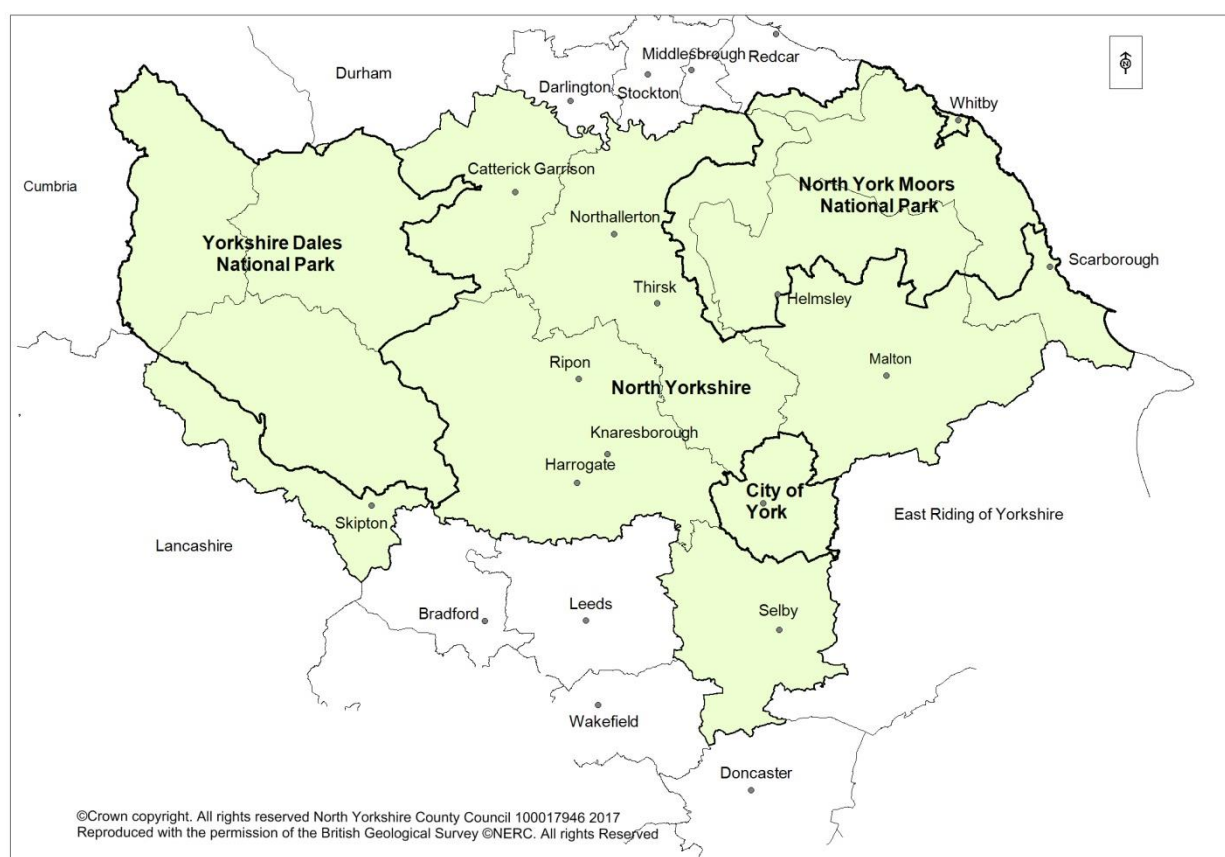 Middlesbrough
Redcar
Durham
Darlington
Stockton
N
Whitby
Catterick Garrison
Cumbria
North York Moors
National Park
Northallerton
Yorkshire Dales
National Park
Scarborough
Thirsk
Helmsley
Ripon
Malton
North Yorkshire
Knaresborough
Harrogate
City of
York
Skipton
East Riding of Yorkshire
Lancashire
Bradford
Leeds
Selby
Wakefield
Doncaster
©Crown copyright. All rights reserved North Yorkshire County Council 100017946 2017
Reproduced with the permission of the British Geological Survey ©NERC. All rights Reserved